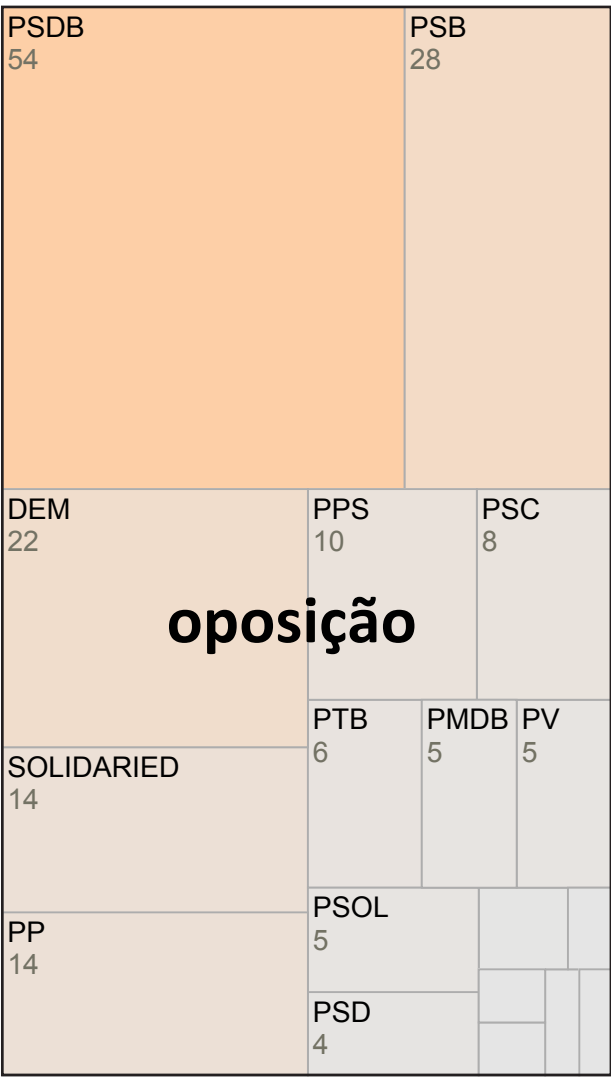 PSDB
54
PSB
28
DEM
22
PPS
10
PSC
8
oposição
PTB
6
PMDB
5
PV
5
SOLIDARIED
14
PSOL
5
PP
14
PSD
4